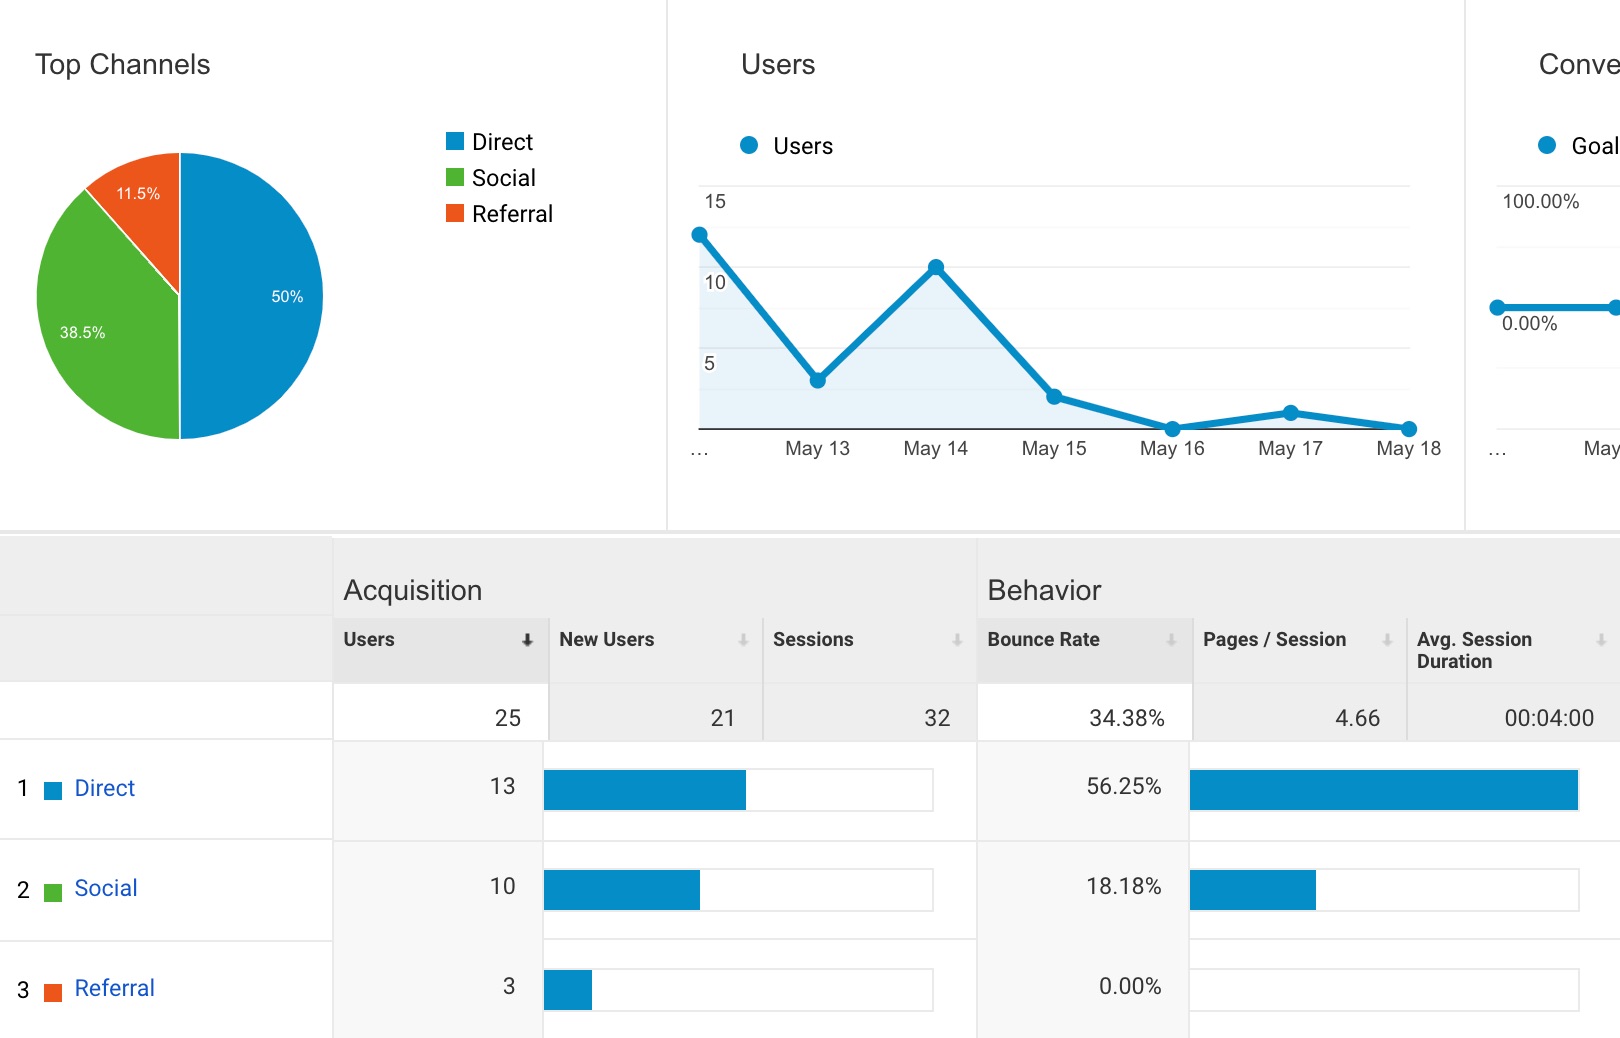 Top Channels
Direct
Social
Referral
11.5%
50%
38.5%
Users
Users
15
10
5
...
May 13
May 14
May 15
May 16
May 17
May 18
Conve
Goal
100.00%
0.00%
...
May
Acquisition
Behavior
Users
New Users
Sessions
Bounce Rate
Pages / Session
Avg. Session
Duration
25
21
32
34.38%
4.66
00:04:00
1 Direct
13
56.25%
2 Social
10
18.18%
3 Referral
3
0.00%